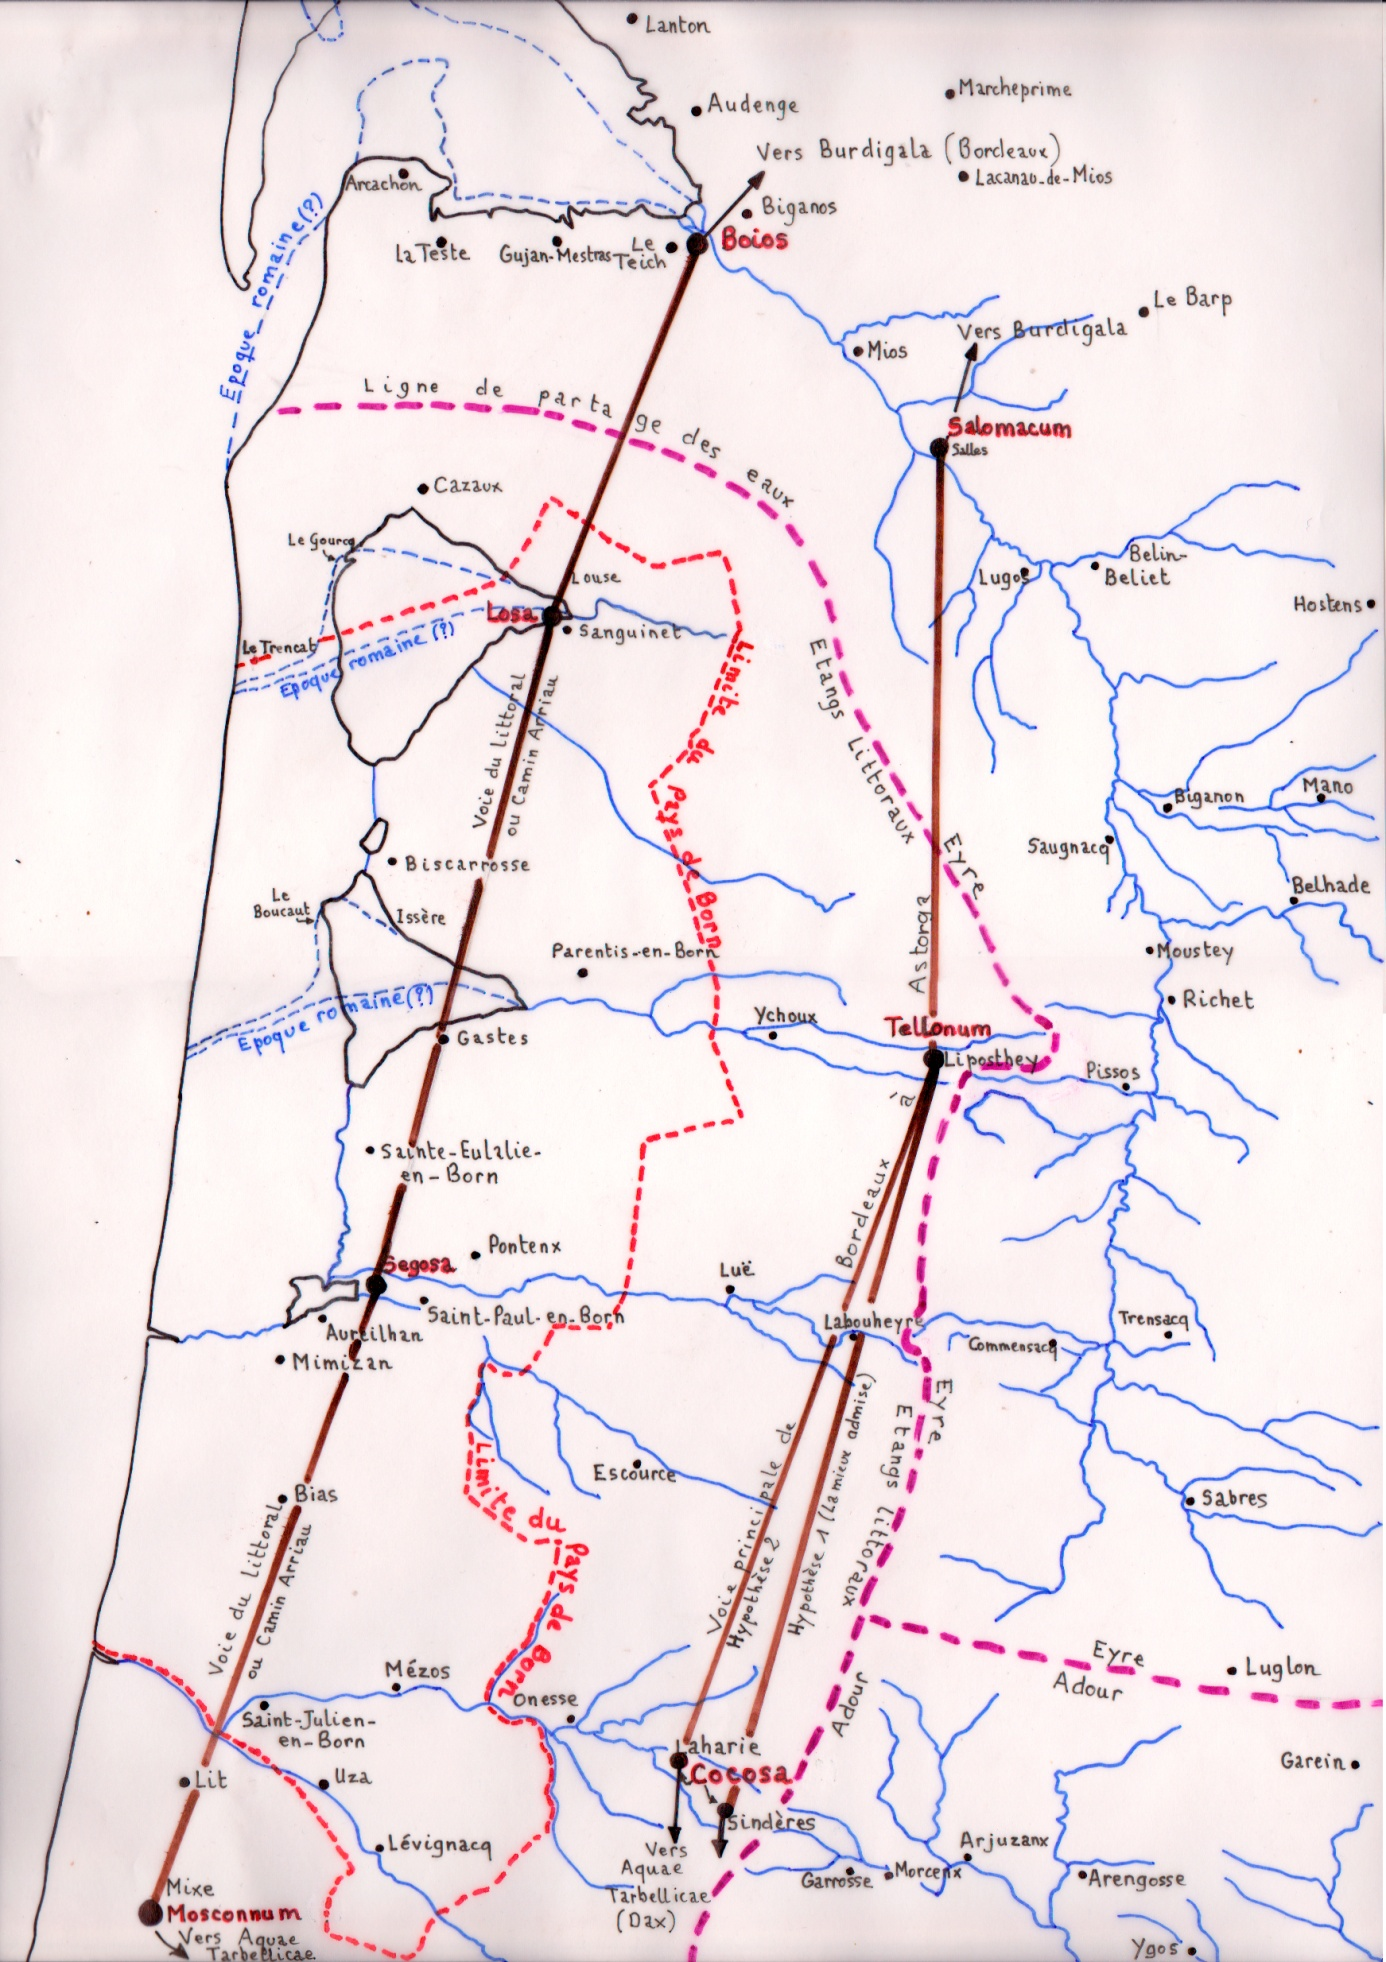 Lanton
Marcheprime
Audenge
Vers Burdigala (Bordeaux)
Lacanau-de-Mios
Arcachon
Biganos
Boios
La Teste
Gujan-Mestras
Le
Teich
Epoque romaine (?)
Le Barp
Vers Burdigala
Mios
Ligne de partage des eaux
Salomacum
Salles
Cazaux
Le Gourcq
Louse
Losa
Sanguinet
Le Trencat
Epoque romaine (?)
Lugos
Belin-
Beliet
Hostens
Etangs Littoraux
Eyre
Limite du Pays de Born
Voie du Littoral
ou Camin Arriau
Biganon
Mano
Saugnacq
Belhade
Biscarrosse
Le
Boucaut
Issère
Astorga
Parentis-en-Born
Moustey
Richet
Epoque romaine (?)
Gastes
Ychoux
Tellonum
Liposthey
Pissos
à
Sainte-Eulalie-
en-Born
Bordeaux
Pontenx
Segosa
Saint-Paul-en-Born
Luë
Aureilhan
Mimizan
Labouheyre
Commensacq
Trensacq
Eyre
Etangs Littoraux
Limite du Pays de Born
Escource
Voie principale de
Hypothèse 2
Hypothèse 1 (La mieux admise)
Sabres
Bias
Voie du Littoral
ou Camin Arriau
Eyre
Adour
Luglon
Adour
Mézos
Onesse
Saint-Julien-
en-Born
Laharie
Cocosa
Garein
Lit
Uza
Sindères
Vers
Aquae
Tarbellicae
(Dax)
Lévignacq
Garrosse
Morcenx
Arjuzanx
Arengosse
Mixe
Mosconnum
Vers Aquae
Tarbellicae
Ygos